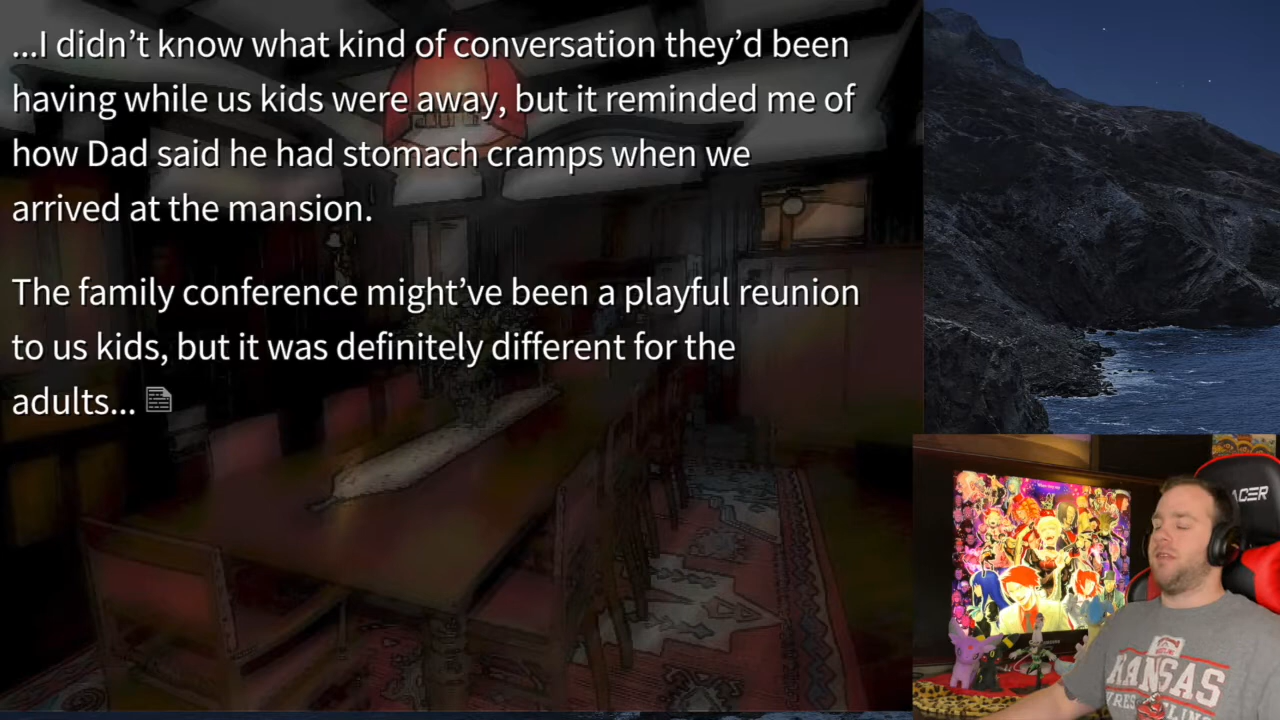 ...I didn’t know what kind of conversation they’d been
having while us kids were away, but it reminded me of
how Dad said he had stomach cramps when we
arrived at the mansion.
The family conference might’ve been a playful reunion
to us kids, but it was definitely different for the
adults...
ACER
KANSAS